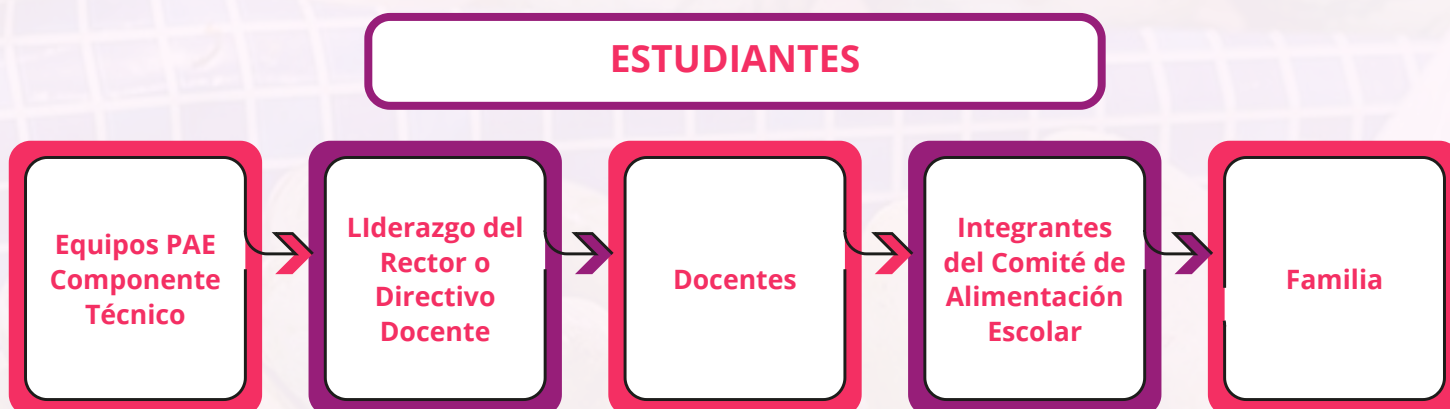 ESTUDIANTES
Equipos PAE
Componente
Técnico
LIderazgo del
Rector o
Directivo
Docente
Docentes
Integrantes
del Comité de
Alimentación
Escolar
Familia